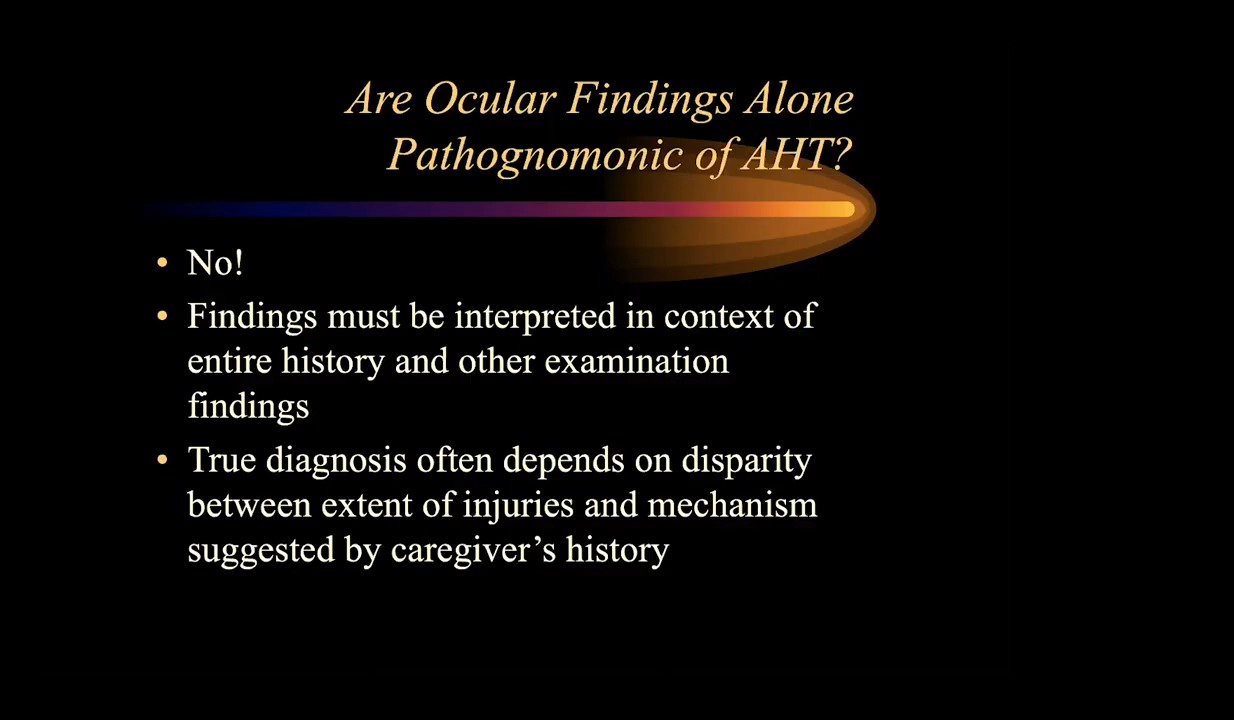 Are Ocular Findings Alone
Pathognomonic of AHT?
• No!
• Findings must be interpreted in context of
entire history and other examination
findings
• True diagnosis often depends on disparity
between extent of injuries and mechanism
suggested by caregiver’s history